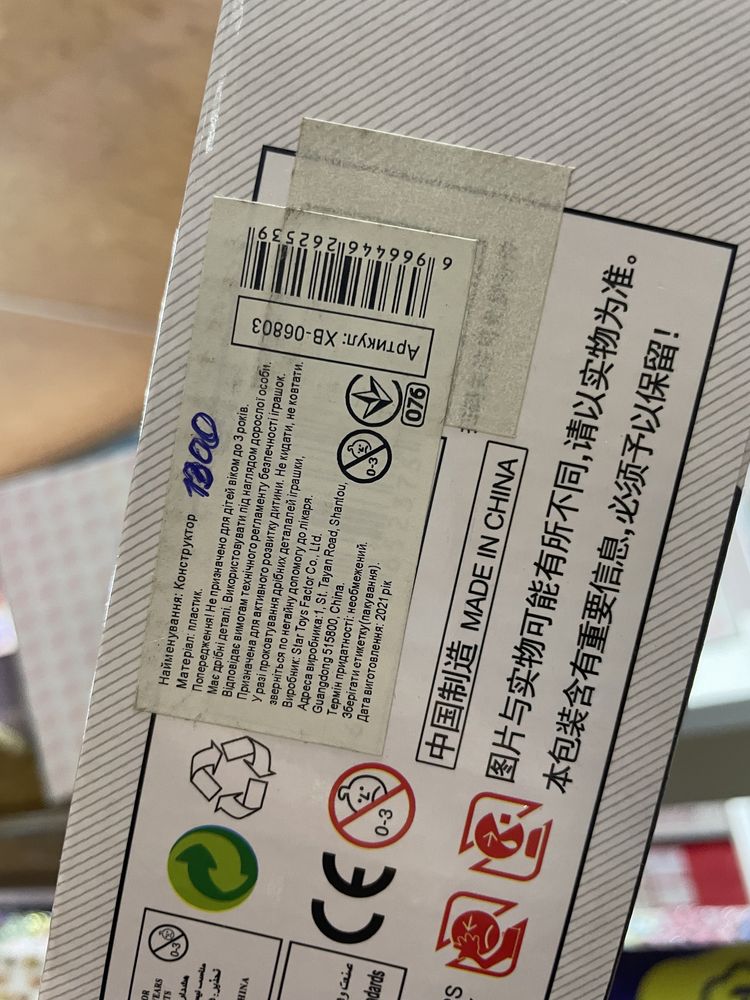 6966446262539
Артикул: XB-06803
076
0-3
1300
Найменування: Конструктор
Матеріал: пластик.
Попередження! Не призначено для дітей віком до 3 років.
Має дрібні деталі. Використовувати під наглядом дорослої особи.
Відповідає вимогам технічного регламенту безпечності іграшок.
Призначена для активного розвитку дитини. Не кидати, не ковтати.
У разі проковтування дрібних деталей іграшки,
зверніться по негайну допомогу до лікаря.
Виробник: Star Toys Factor Co., Ltd.
Адреса виробника:1, St. Tayan Road, Shantou,
Guangdong 515800, China.
Термін придатності: необмежений.
Зберігати етикетку(пакування).
Дата виготовлення: 2021 рік
中国制造 MADE IN CHINA
图片与实物可能有所不同,请以实物为准。
本包装含有重要信息,必须予以保留!
0-3
CE
0-3